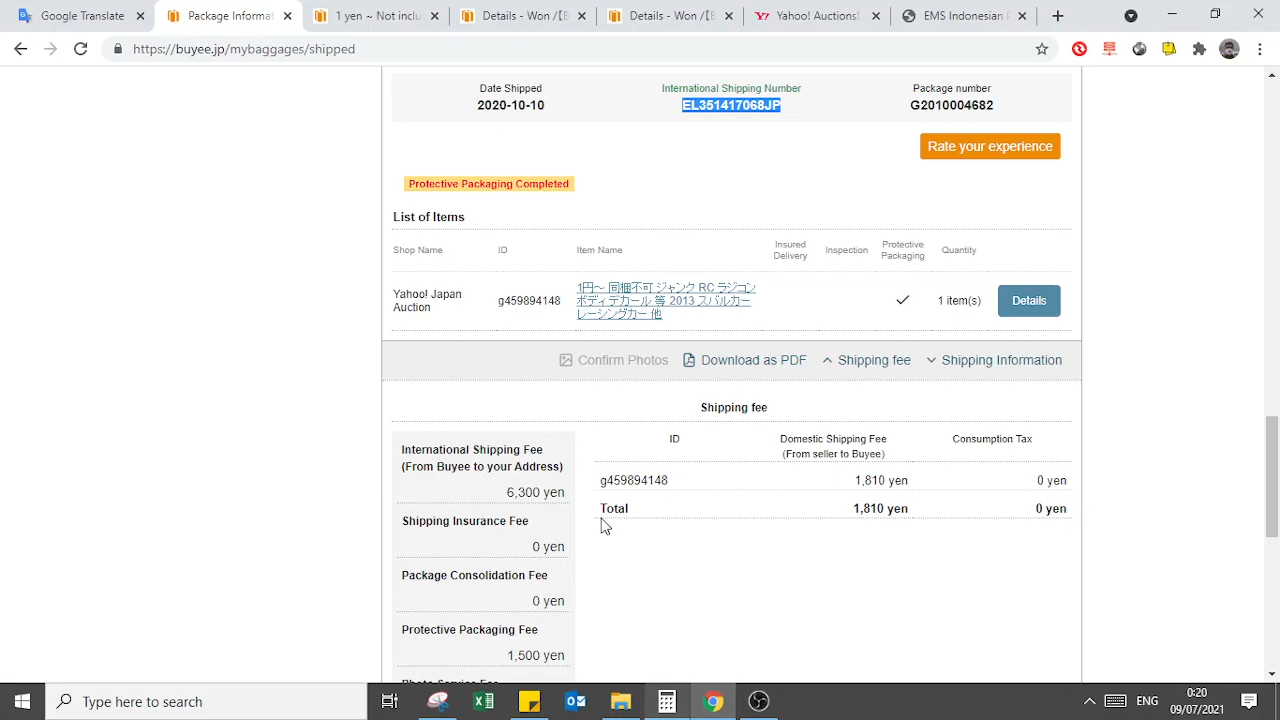 Google Translate
Package Informat
1 yen ~ Not inclu
Details - Won /【B
Details - Won /【B
Yahoo! Auctions!
EMS Indonesian P
https://buyee.jp/mybaggages/shipped
Date Shipped
International Shipping Number
Package number
2020-10-10
EL351417068JP
G2010004682
Rate your experience
Protective Packaging Completed
List of Items
Shop Name
ID
Item Name
Insured
Delivery
Inspection
Protective
Packaging
Quantity
Yahoo! Japan
Auction
g459894148
1円〜 同梱不可 ジャンク RC ラジコン
ボディ デカール 等 2013 スバルカー
レーシングカー 他
1 item(s)
Details
Confirm Photos
Download as PDF
Shipping fee
Shipping Information
Shipping fee
International Shipping Fee
(From Buyee to your Address)
6,300 yen
Shipping Insurance Fee
0 yen
Package Consolidation Fee
0 yen
Protective Packaging Fee
1,500 yen
ID
Domestic Shipping Fee
(From seller to Buyee)
Consumption Tax
g459894148
1,810 yen
0 yen
Total
1,810 yen
0 yen
Type here to search
ENG
0:20
09/07/2021